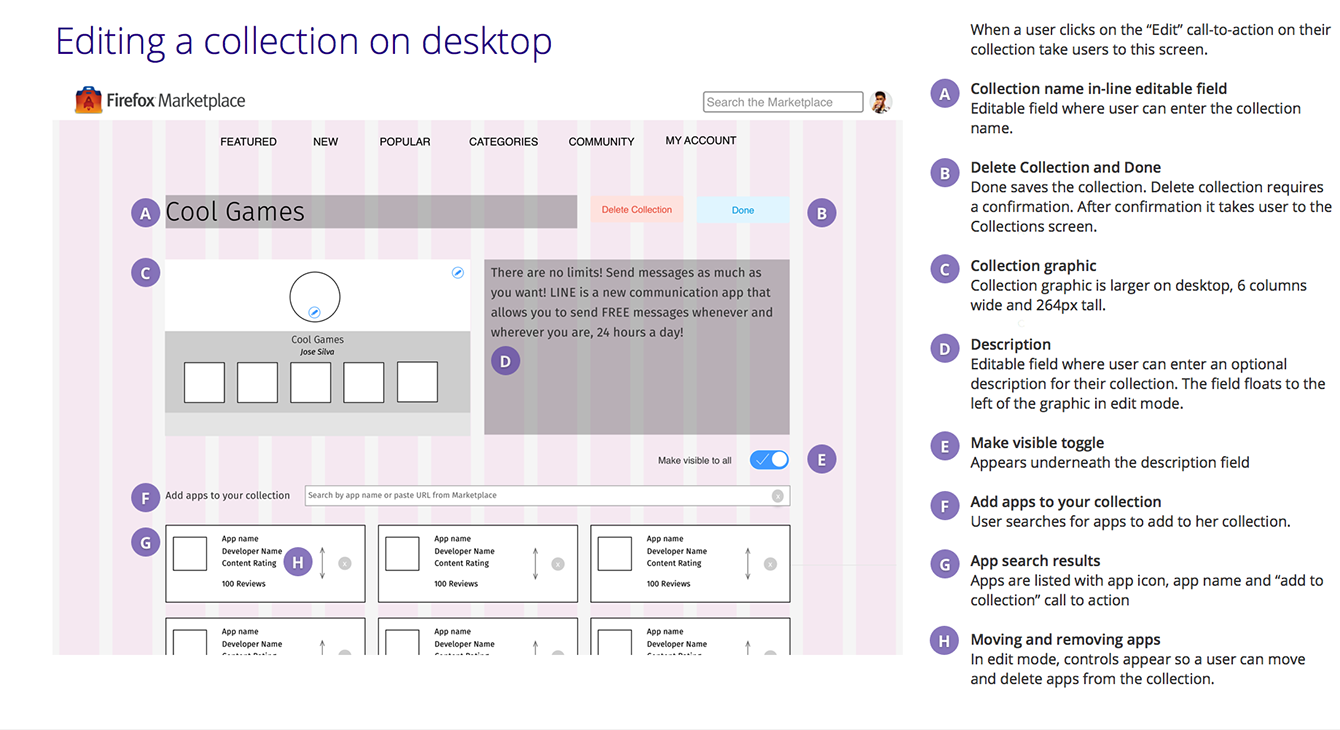 Editing a collection on desktop
Firefox Marketplace
Search the Marketplace
FEATURED NEW POPULAR CATEGORIES COMMUNITY MY ACCOUNT
A Cool Games Delete Collection Done B
C
Cool Games
Jose Silva
There are no limits! Send messages as much as
you want! LINE is a new communication app that
allows you to send FREE messages whenever and
wherever you are, 24 hours a day!
D
Make visible to all E
F Add apps to your collection Search by app name or paste URL from Marketplace x
G
App name
Developer Name
Content Rating
100 Reviews
H
x
App name
Developer Name
Content Rating
100 Reviews
x
App name
Developer Name
Content Rating
100 Reviews
x
App name
Developer Name
Content Rating
App name
Developer Name
Content Rating
App name
Developer Name
Content Rating
When a user clicks on the “Edit” call-to-action on their
collection take users to this screen.
A Collection name in-line editable field
Editable field where user can enter the collection
name.
B Delete Collection and Done
Done saves the collection. Delete collection requires
a confirmation. After confirmation it takes user to the
Collections screen.
C Collection graphic
Collection graphic is larger on desktop, 6 columns
wide and 264px tall.
D Description
Editable field where user can enter an optional
description for their collection. The field floats to the
left of the graphic in edit mode.
E Make visible toggle
Appears underneath the description field
F Add apps to your collection
User searches for apps to add to her collection.
G App search results
Apps are listed with app icon, app name and “add to
collection” call to action
H Moving and removing apps
In edit mode, controls appear so a user can move
and delete apps from the collection.